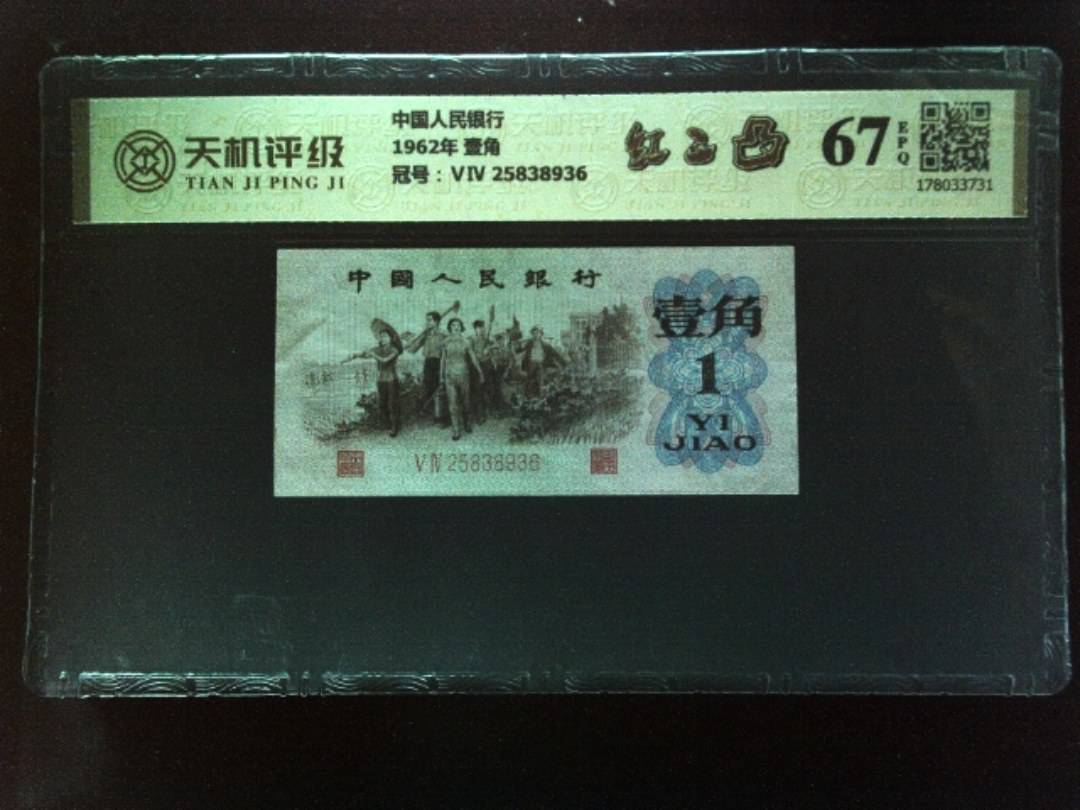 天机评级
TIAN JI PING JI
中国人民银行
1962年 壹角
冠号：VIV 25838936
红三凸
67
EPQ
178033731
中國人民銀行
壹角
1
YI
JIAO
VIV 25838936